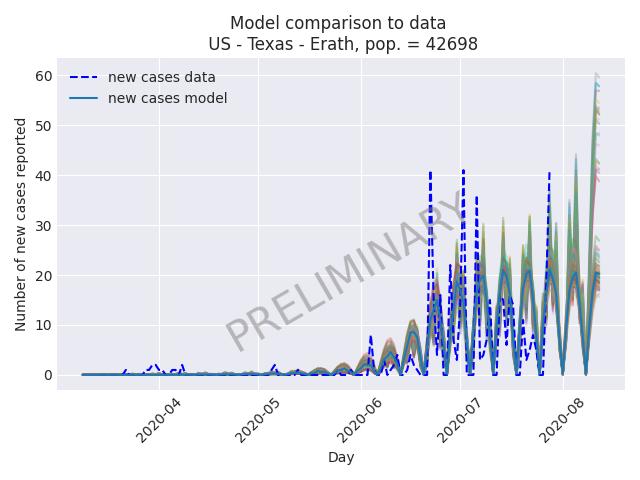 Model comparison to data
US - Texas - Erath, pop. = 42698
new cases data
new cases model
Number of new cases reported
60
50
40
30
20
10
0
PRELIMINARY
2020-04
2020-05
2020-06
2020-07
2020-08
Day